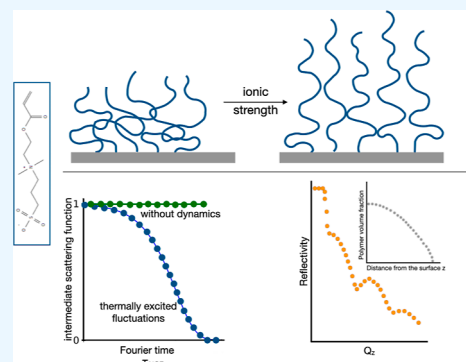 ionic
strength
O
O
N
S
O
O
O
intermediate scattering function
1
0
without dynamics
thermally excited
fluctuations
Fourier time
Reflectivity
Polymer volume fraction
Distance from the surface z
Qz